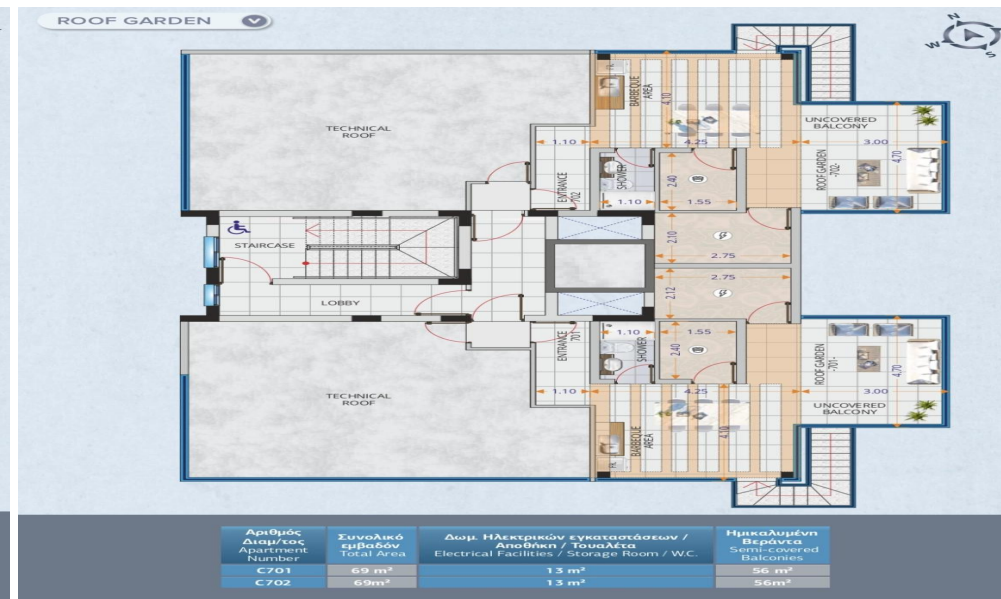 ROOF GARDEN
N
W
S
TECHNICAL
ROOF
BARBEQUE
AREA
4.10
UNCOVERED
BALCONY
1.10
4.25
3.00
ENTRANCE
702
SHOWER
2.40
1.10
1.55
ROOF GARDEN
-702-
4.70
STAIRCASE
2.10
2.75
LOBBY
2.75
2.12
ENTRANCE
701
1.10
SHOWER
2.40
1.55
ROOF GARDEN
-701-
4.70
TECHNICAL
ROOF
1.10
4.25
3.00
BARBEQUE
AREA
4.10
UNCOVERED
BALCONY
Αριθμός
Διαμ/τος
Apartment
Number
Συνολικό
εμβαδόν
Total Area
Δωμ. Ηλεκτρικών εγκαταστάσεων /
Αποθήκη / Τουαλέτα
Electrical Facilities / Storage Room / W.C.
Ημικαλυμένη
Βεράντα
Semi-covered
Balconies
C701 69 m² 13 m² 56 m²
C702 69m² 13 m² 56m²